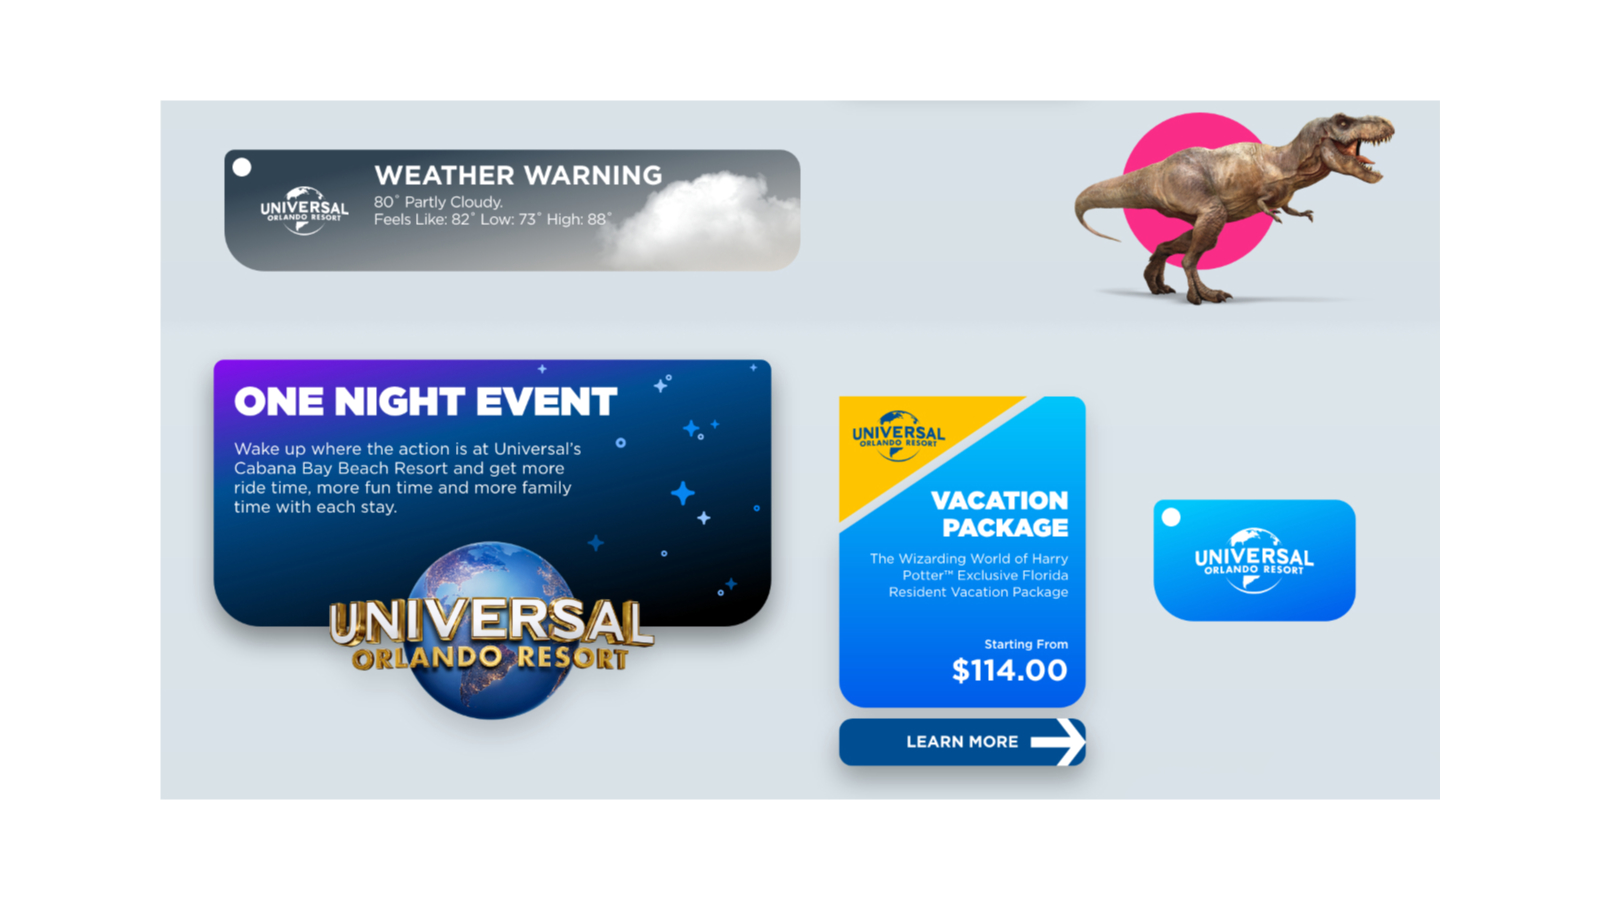 WEATHER WARNING
80° Partly Cloudy.
Feels Like: 82° Low: 73° High: 88°
UNIVERSAL
ORLANDO RESORT
ONE NIGHT EVENT
Wake up where the action is at Universal's
Cabana Bay Beach Resort and get more
ride time, more fun time and more family
time with each stay.
UNIVERSAL
ORLANDO RESORT
UNIVERSAL
ORLANDO RESORT
VACATION
PACKAGE
The Wizarding World of Harry
Potter™ Exclusive Florida
Resident Vacation Package
Starting From
$114.00
LEARN MORE
UNIVERSAL
ORLANDO RESORT